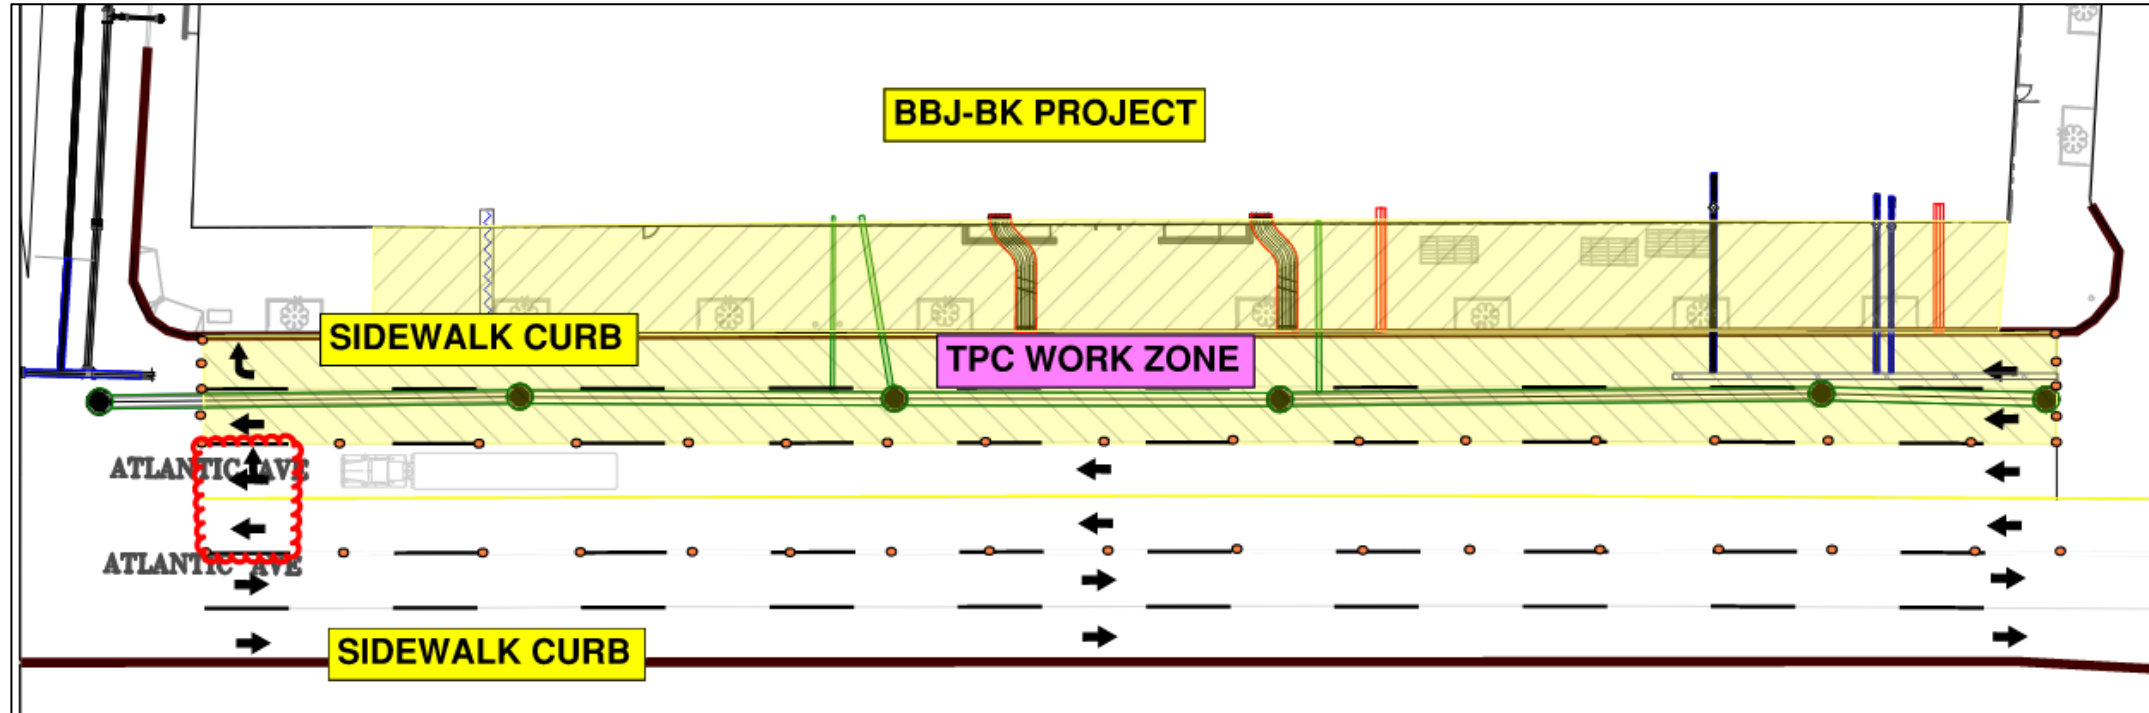 BBJ-BK PROJECT
SIDEWALK CURB
TPC WORK ZONE
ATLANTIC AVE
ATLANTIC AVE
SIDEWALK CURB